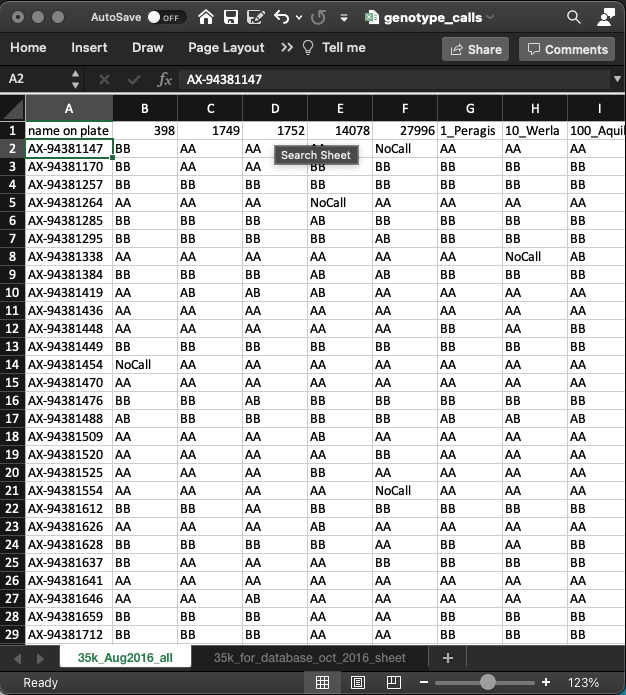 AutoSave OFF genotype_calls
Home Insert Draw Page Layout Tell me Share Comments
A2 fx AX-94381147
A B C D E F G H I
1 name on plate 398 1749 1752 14078 27996 1_Peragis 10_Werla 100_Aquil
2 AX-94381147 BB AA AA NoCall AA AA AA
Search Sheet
3 AX-94381170 BB AA AA BB BB BB BB BB
4 AX-94381257 BB BB BB BB BB BB BB BB
5 AX-94381264 AA AA AA NoCall AA AA AA AA
6 AX-94381285 BB BB BB AB BB BB BB BB
7 AX-94381295 BB BB BB BB AB BB BB BB
8 AX-94381338 AA AA AA AA AA AA NoCall AB
9 AX-94381384 BB BB BB AB AB BB BB BB
10 AX-94381419 AA AB AB AB AA AA AA AA
11 AX-94381436 AA AA AA AA AA AA AA AA
12 AX-94381448 AA AA AA AA AA BB AA BB
13 AX-94381449 BB BB BB BB BB BB BB BB
14 AX-94381454 NoCall AA AA AA AA AA AA AA
15 AX-94381470 AA AA AA AA AA AA AA AA
16 AX-94381476 BB BB AB BB BB BB BB BB
17 AX-94381488 AB BB BB BB BB AB AB AB
18 AX-94381509 AA AA AA AB AA AA AA AA
19 AX-94381520 AA AA AA AA BB AA AA AA
20 AX-94381525 AA AA AA BB AA AA AA AA
21 AX-94381554 AA AA AA AA NoCall AA AA AA
22 AX-94381612 BB BB AA BB BB BB BB BB
23 AX-94381626 AA AA AA AB AA AA AA AA
24 AX-94381628 BB BB BB BB AA BB AA BB
25 AX-94381637 BB AA AA AA BB BB BB BB
26 AX-94381641 AA AA AA AA AA AA AA AA
27 AX-94381646 AA AA AB AA AA AA AA AA
28 AX-94381659 BB BB BB AA AA BB BB BB
29 AX-94381712 BB BB BB AA AA BB BB BB
35k_Aug2016_all 35k_for_database_oct_2016_sheet +
Ready − + 123%